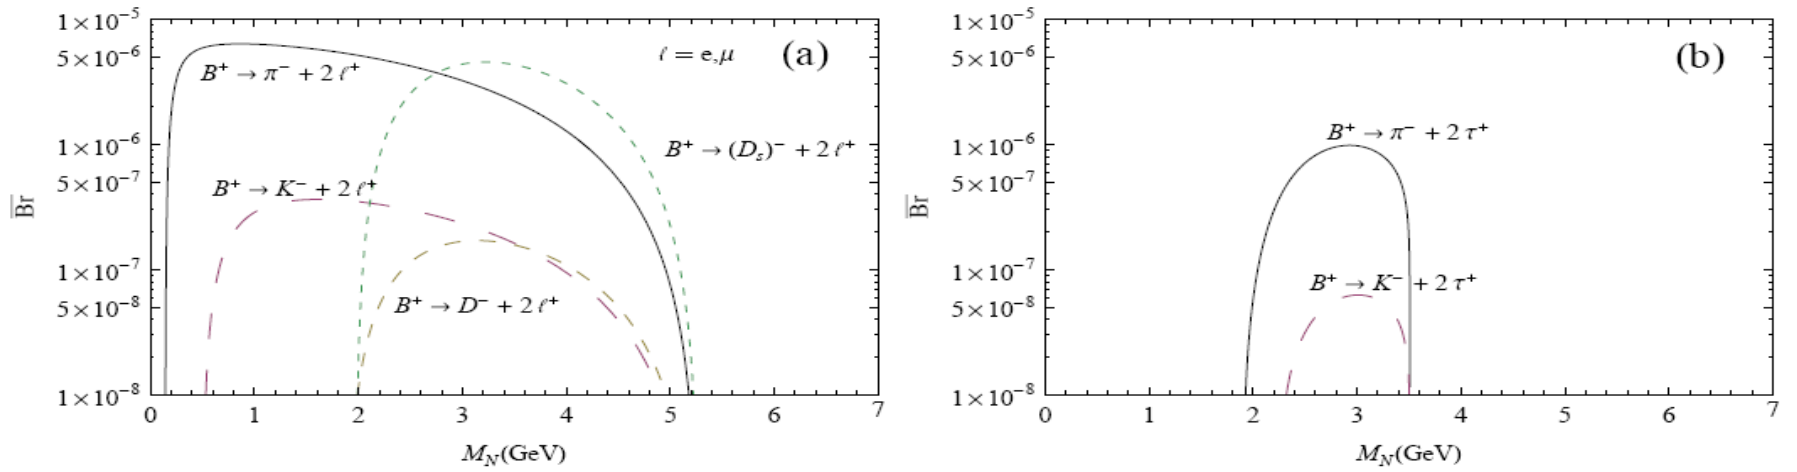 1×10⁻⁵
5×10⁻⁶
1×10⁻⁶
5×10⁻⁷
1×10⁻⁷
5×10⁻⁸
1×10⁻⁸
B̅r̅
ℓ = e,μ
(a)
B⁺ → π⁻ + 2 ℓ⁺
B⁺ → (Dₛ)⁻ + 2 ℓ⁺
B⁺ → K⁻ + 2 ℓ⁺
B⁺ → D⁻ + 2 ℓ⁺
0 1 2 3 4 5 6 7
M_N(GeV)
1×10⁻⁵
5×10⁻⁶
1×10⁻⁶
5×10⁻⁷
1×10⁻⁷
5×10⁻⁸
1×10⁻⁸
B̅r̅
(b)
B⁺ → π⁻ + 2 τ⁺
B⁺ → K⁻ + 2 τ⁺
0 1 2 3 4 5 6 7
M_N(GeV)